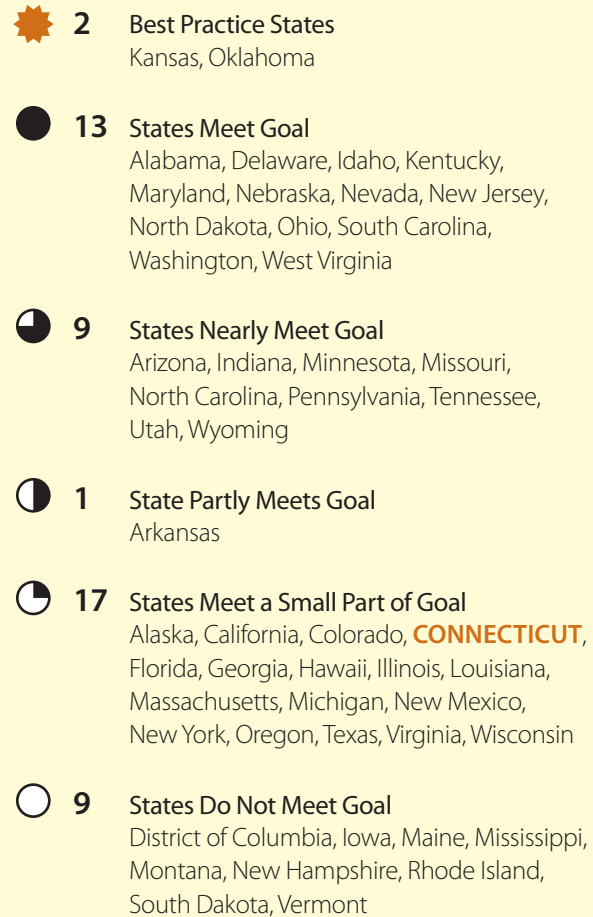 2 Best Practice States
Kansas, Oklahoma
13 States Meet Goal
Alabama, Delaware, Idaho, Kentucky,
Maryland, Nebraska, Nevada, New Jersey,
North Dakota, Ohio, South Carolina,
Washington, West Virginia
9 States Nearly Meet Goal
Arizona, Indiana, Minnesota, Missouri,
North Carolina, Pennsylvania, Tennessee,
Utah, Wyoming
1 State Partly Meets Goal
Arkansas
17 States Meet a Small Part of Goal
Alaska, California, Colorado, CONNECTICUT,
Florida, Georgia, Hawaii, Illinois, Louisiana,
Massachusetts, Michigan, New Mexico,
New York, Oregon, Texas, Virginia, Wisconsin
9 States Do Not Meet Goal
District of Columbia, Iowa, Maine, Mississippi,
Montana, New Hampshire, Rhode Island,
South Dakota, Vermont